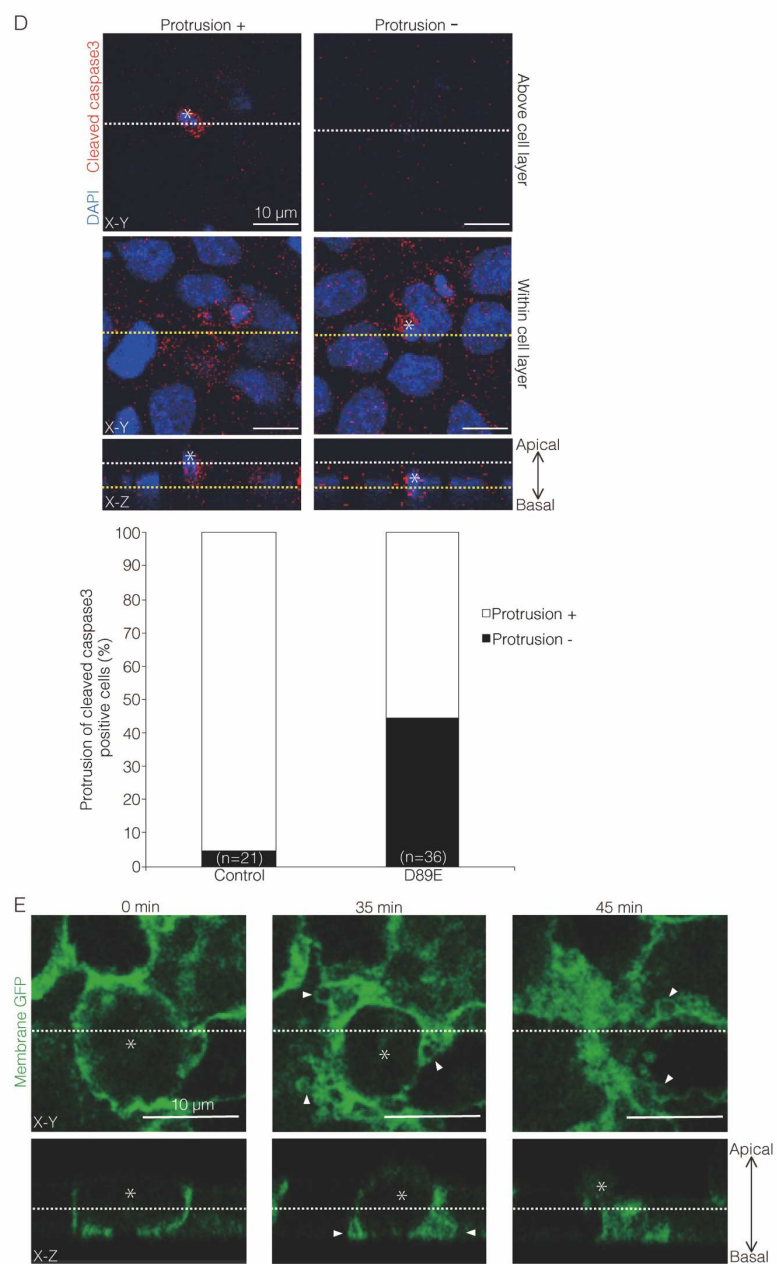 D
Protrusion +
Protrusion −
DAPI Cleaved caspase3
*
10 µm
X-Y
Above cell layer
*
X-Y
Within cell layer
*
*
X-Z
Apical
Basal
Protrusion of cleaved caspase3
positive cells (%)
100
90
80
70
60
50
40
30
20
10
0
(n=21)
(n=36)
Control
D89E
Protrusion +
Protrusion -
E
0 min
35 min
45 min
Membrane GFP
*
*
10 µm
X-Y
*
*
*
X-Z
Apical
Basal